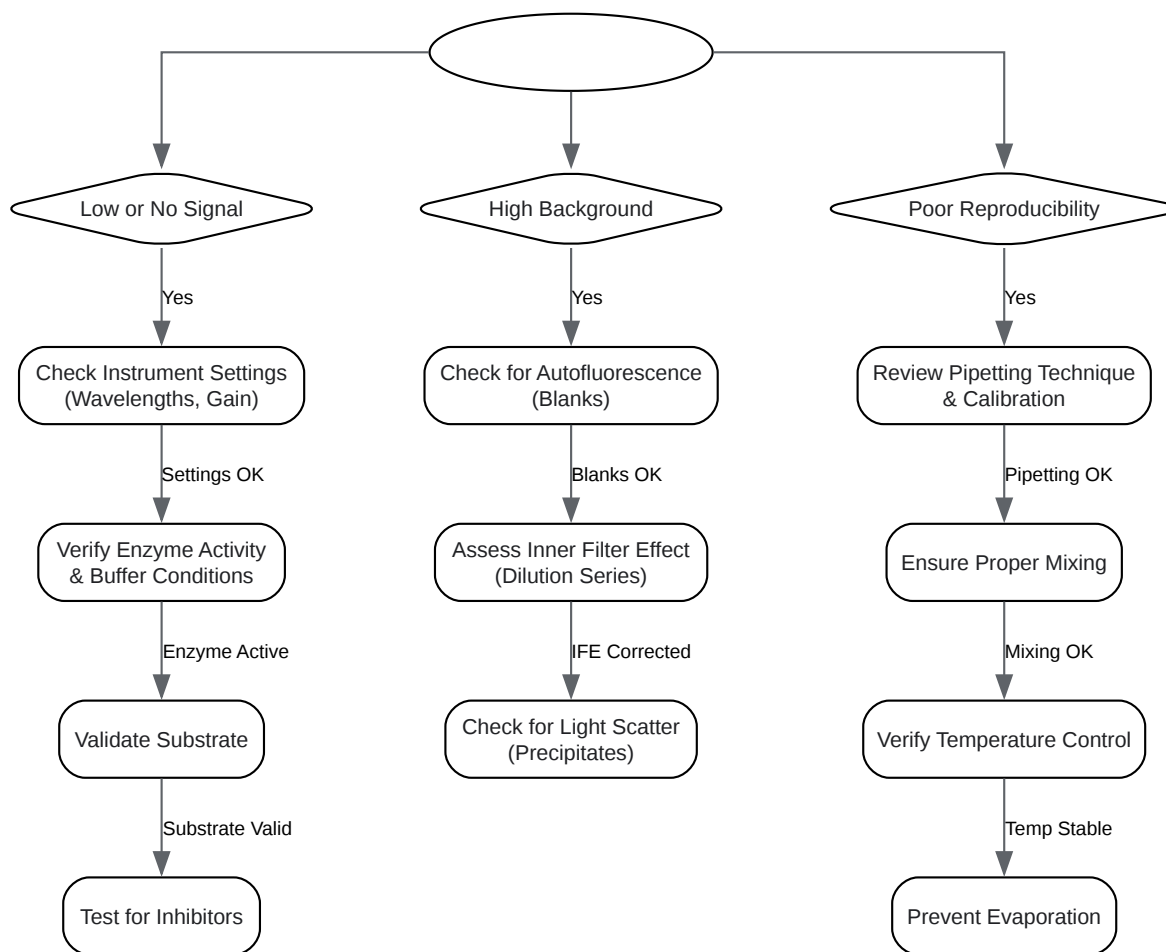 Low or No Signal
High Background
Poor Reproducibility
Yes
Yes
Yes
Check Instrument Settings
(Wavelengths, Gain)
Check for Autofluorescence
(Blanks)
Review Pipetting Technique
& Calibration
Settings OK
Blanks OK
Pipetting OK
Verify Enzyme Activity
& Buffer Conditions
Assess Inner Filter Effect
(Dilution Series)
Ensure Proper Mixing
Enzyme Active
IFE Corrected
Mixing OK
Validate Substrate
Check for Light Scatter
(Precipitates)
Verify Temperature Control
Substrate Valid
Temp Stable
Test for Inhibitors
Prevent Evaporation